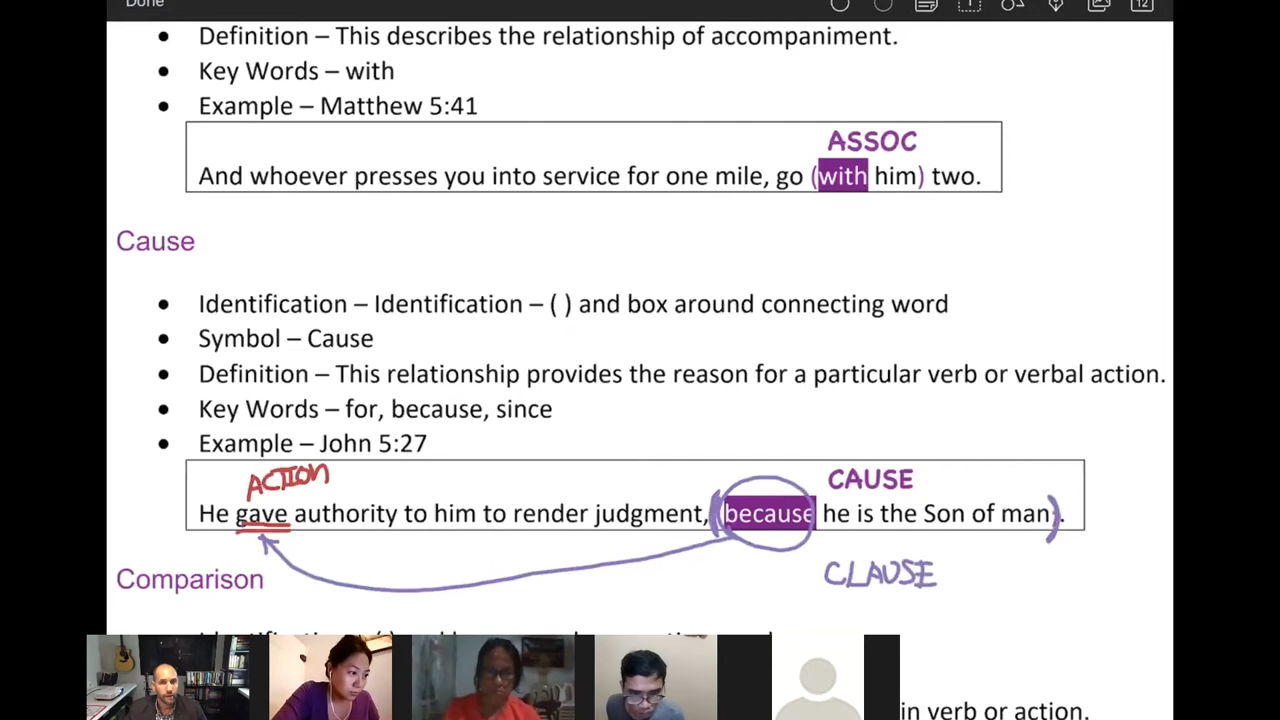 Done
12
• Definition – This describes the relationship of accompaniment.
• Key Words – with
• Example – Matthew 5:41
ASSOC
And whoever presses you into service for one mile, go (with him) two.
Cause
• Identification – Identification – ( ) and box around connecting word
• Symbol – Cause
• Definition – This relationship provides the reason for a particular verb or verbal action.
• Key Words – for, because, since
• Example – John 5:27
ACTION
CAUSE
He gave authority to him to render judgment, (because he is the Son of man).
CLAUSE
Comparison
in verb or action.